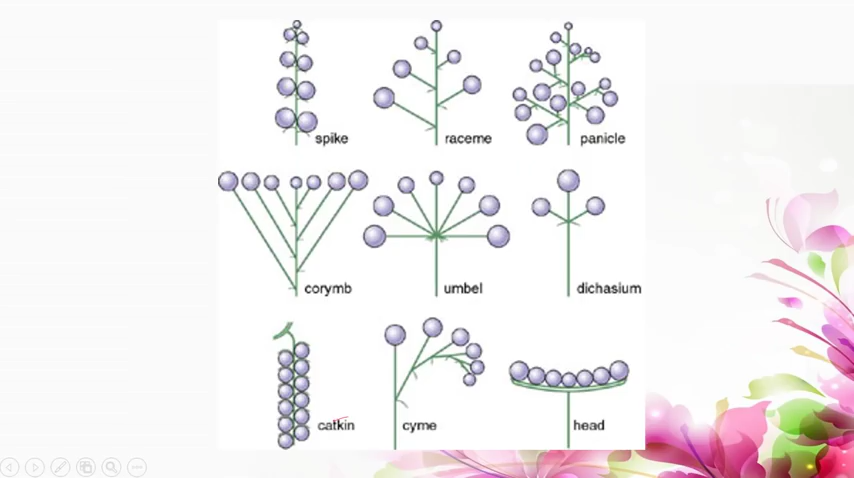 spike
raceme
panicle
corymb
umbel
dichasium
catkin
cyme
head